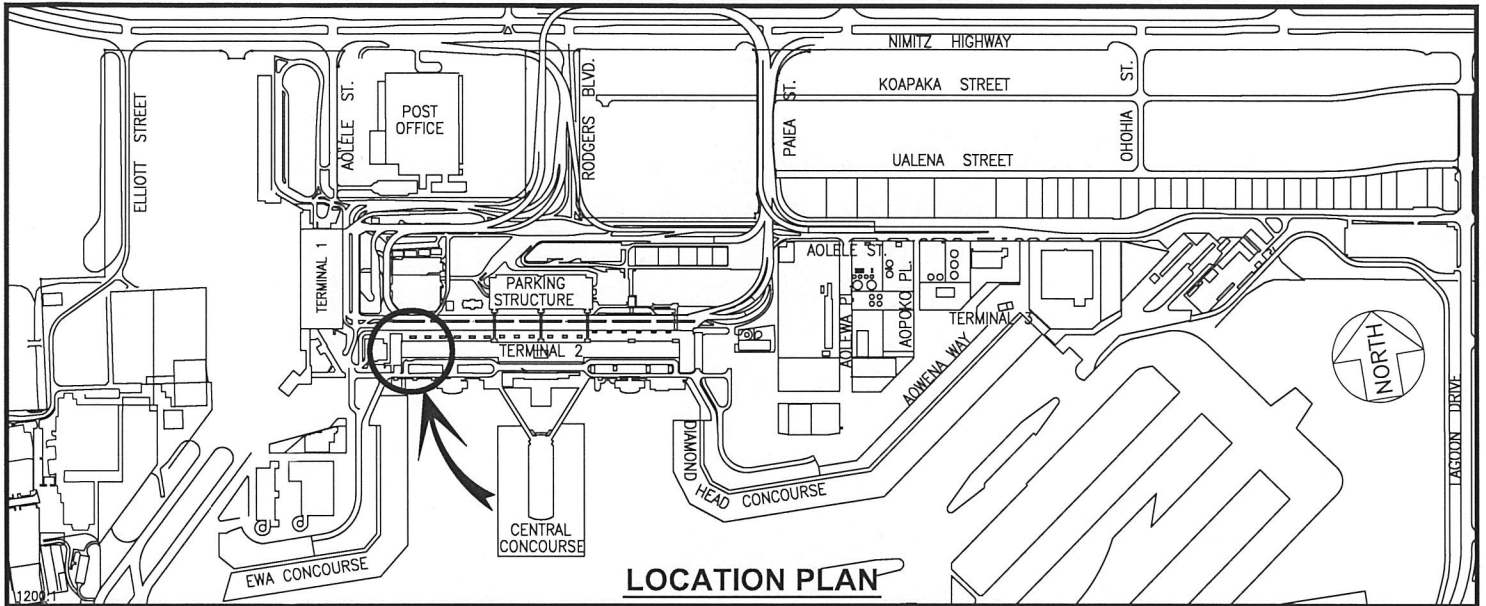 NIMITZ HIGHWAY
KOAPAKA STREET
UALENA STREET
OHOHIA ST.
PAIEA ST.
RODGERS BLVD.
AOLELE ST.
POST
OFFICE
ELLIOTT STREET
TERMINAL 1
PARKING
STRUCTURE
TERMINAL 2
AOLELE ST.
AOLEWA PL.
AOPOKO PL.
TERMINAL 3
AOWENA WAY
NORTH
LAGOON DRIVE
DIAMOND HEAD CONCOURSE
CENTRAL
CONCOURSE
EWA CONCOURSE
1200:1
LOCATION PLAN